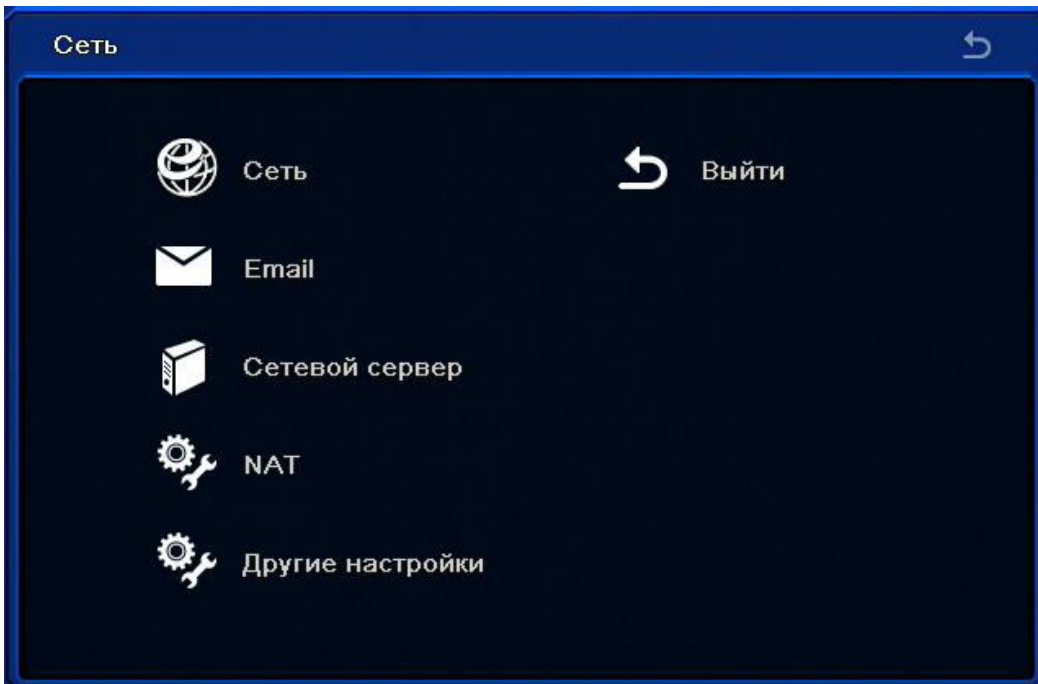 Сеть
Сеть
Выйти
Email
Сетевой сервер
NAT
Другие настройки